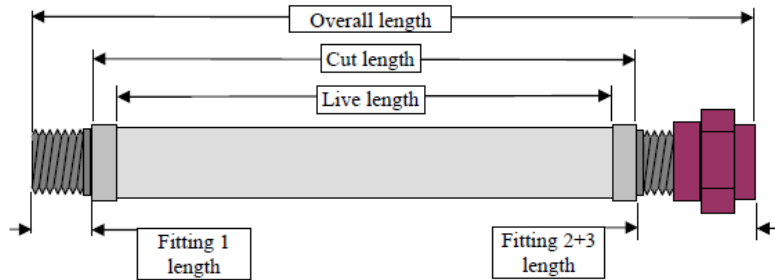 Overall length
Cut length
Live length
Fitting 1
length
Fitting 2+3
length